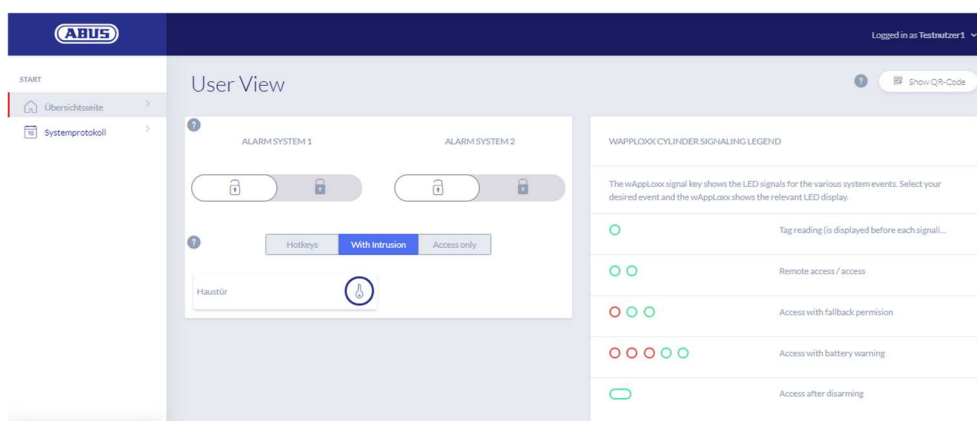 ABUS
Logged in as Testnutzer1
START
Übersichtsseite
Systemprotokoll
User View
Show QR-Code
ALARM SYSTEM 1
ALARM SYSTEM 2
Hotkeys
With Intrusion
Access only
Haustür
WAPPLOXX CYLINDER SIGNALING LEGEND
The wAppLoxx signal key shows the LED signals for the various system events. Select your
desired event and the wAppLoxx shows the relevant LED display.
Tag reading (is displayed before each signali...
Remote access / access
Access with fallback permision
Access with battery warning
Access after disarming